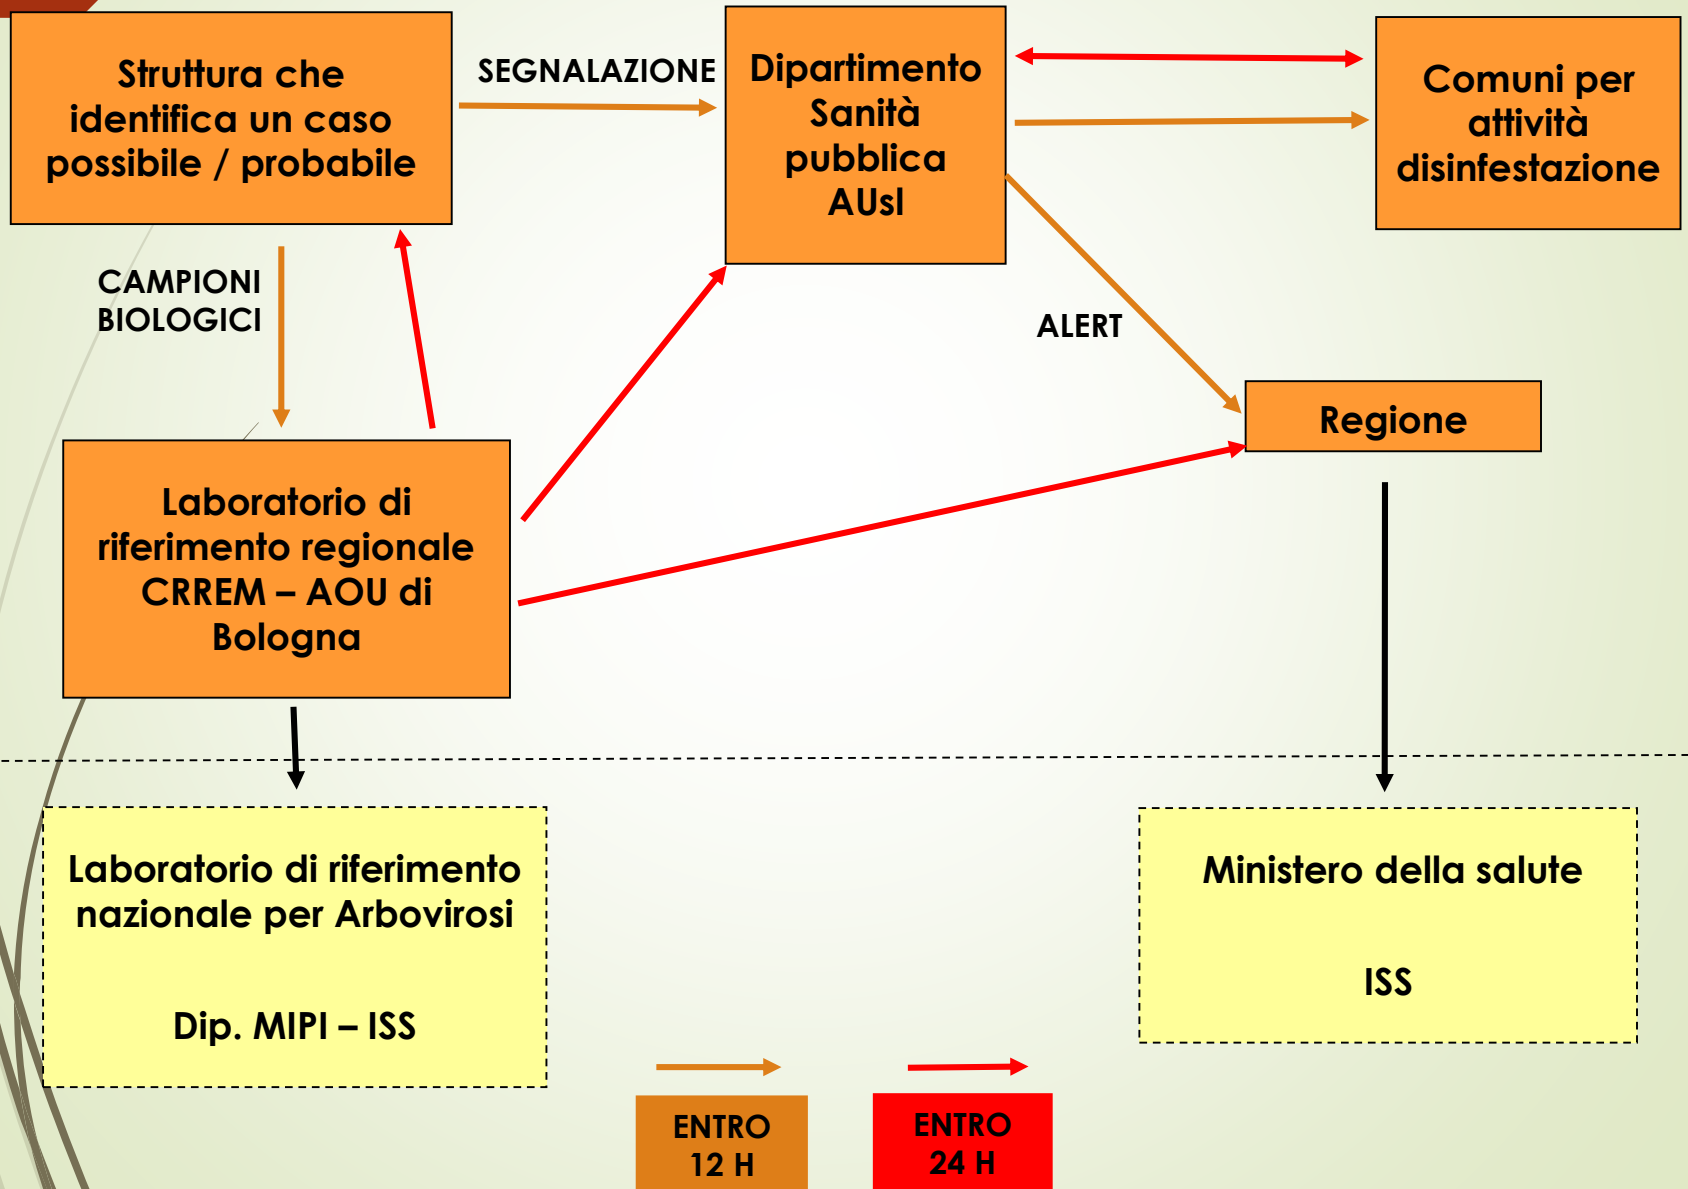 Struttura che
identifica un caso
possibile / probabile
SEGNALAZIONE
Dipartimento
Sanità
pubblica
AUsl
Comuni per
attività
disinfestazione
CAMPIONI
BIOLOGICI
ALERT
Regione
Laboratorio di
riferimento regionale
CRREM – AOU di
Bologna
Laboratorio di riferimento
nazionale per Arbovirosi
Dip. MIPI – ISS
Ministero della salute
ISS
ENTRO
12 H
ENTRO
24 H